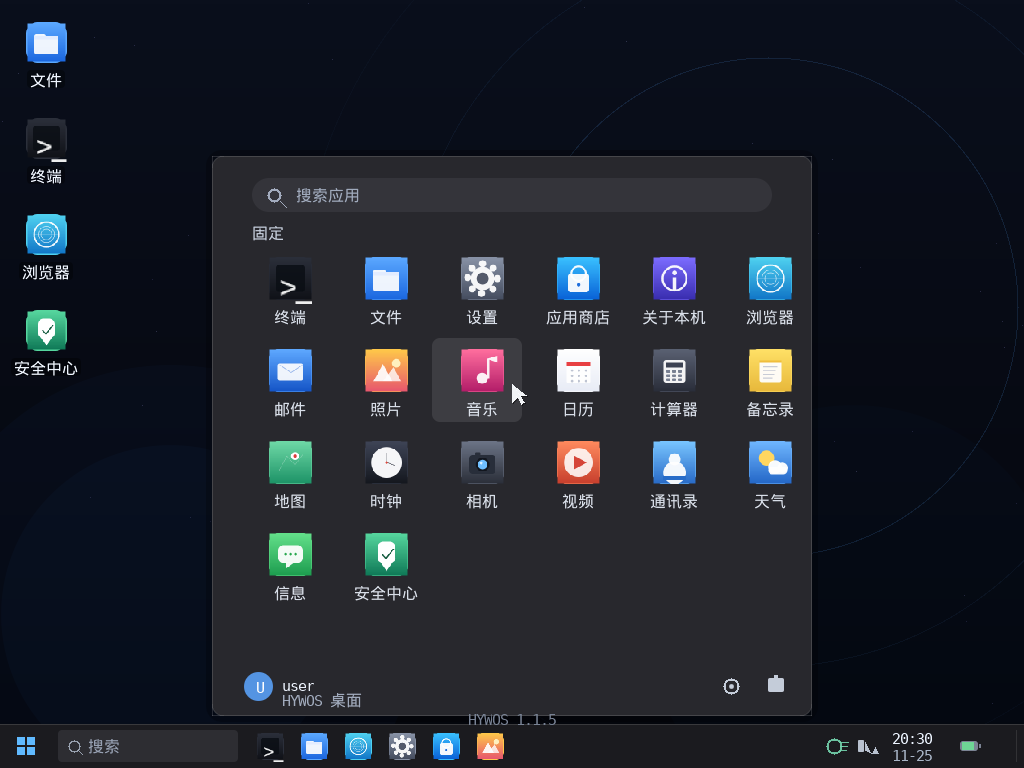 文件
终端
浏览器
安全中心
搜索应用
固定
终端 文件 设置 应用商店 关于本机 浏览器
邮件 照片 音乐 日历 计算器 备忘录
地图 时钟 相机 视频 通讯录 天气
信息 安全中心
U user
HYWOS 桌面
HYWOS 1.1.5
搜索
20:30
11-25